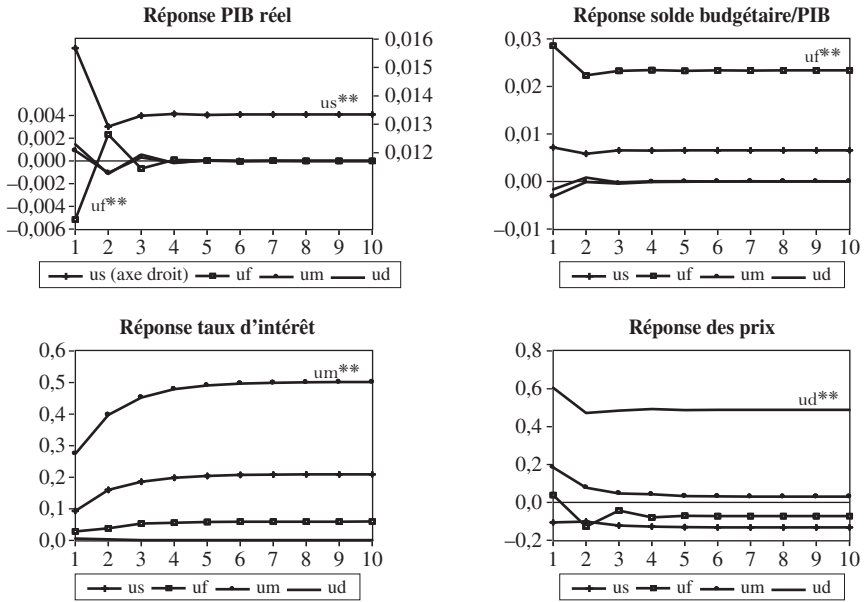 Réponse PIB réel
0,016
0,015
0,014
0,013
0,012
0,004
0,002
0,000
−0,002
−0,004
−0,006
us**
uf**
1 2 3 4 5 6 7 8 9 10
us (axe droit) uf um ud
Réponse solde budgétaire/PIB
0,03
0,02
0,01
0,00
−0,01
uf**
1 2 3 4 5 6 7 8 9 10
us uf um ud
Réponse taux d'intérêt
0,6
0,5
0,4
0,3
0,2
0,1
0,0
um**
1 2 3 4 5 6 7 8 9 10
us uf um ud
Réponse des prix
0,8
0,6
0,4
0,2
0,0
−0,2
ud**
1 2 3 4 5 6 7 8 9 10
us uf um ud